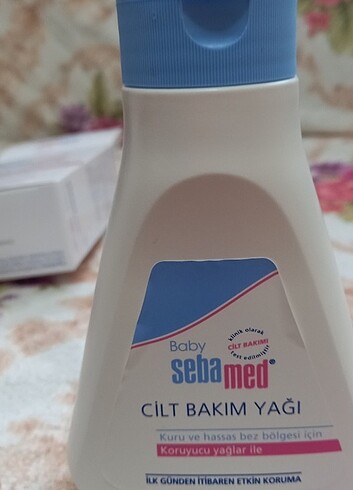 Baby
sebamed
klinik olarak
CİLT BAKIMI
test edilmiştir
CİLT BAKIM YAĞI
Kuru ve hassas bez bölgesi için
Koruyucu yağlar ile
İLK GÜNDEN İTİBAREN ETKİN KORUMA